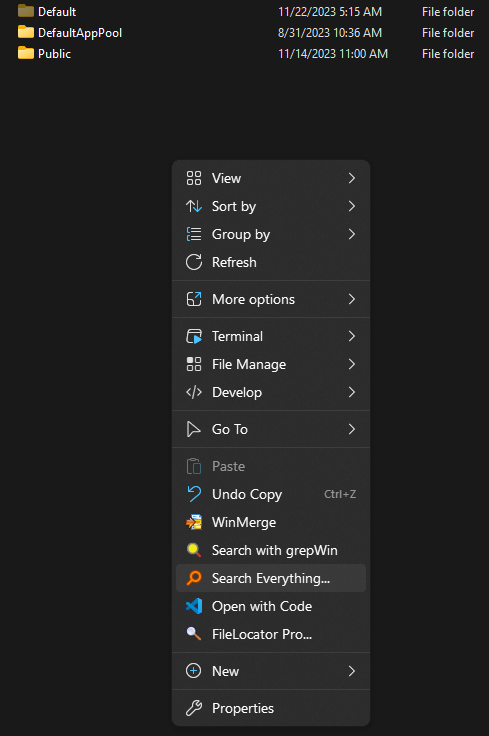 Default 11/22/2023 5:15 AM File folder
DefaultAppPool 8/31/2023 10:36 AM File folder
Public 11/14/2023 11:00 AM File folder
View
Sort by
Group by
Refresh
More options
Terminal
File Manage
Develop
Go To
Paste
Undo Copy Ctrl+Z
WinMerge
Search with grepWin
Search Everything...
Open with Code
FileLocator Pro...
New
Properties